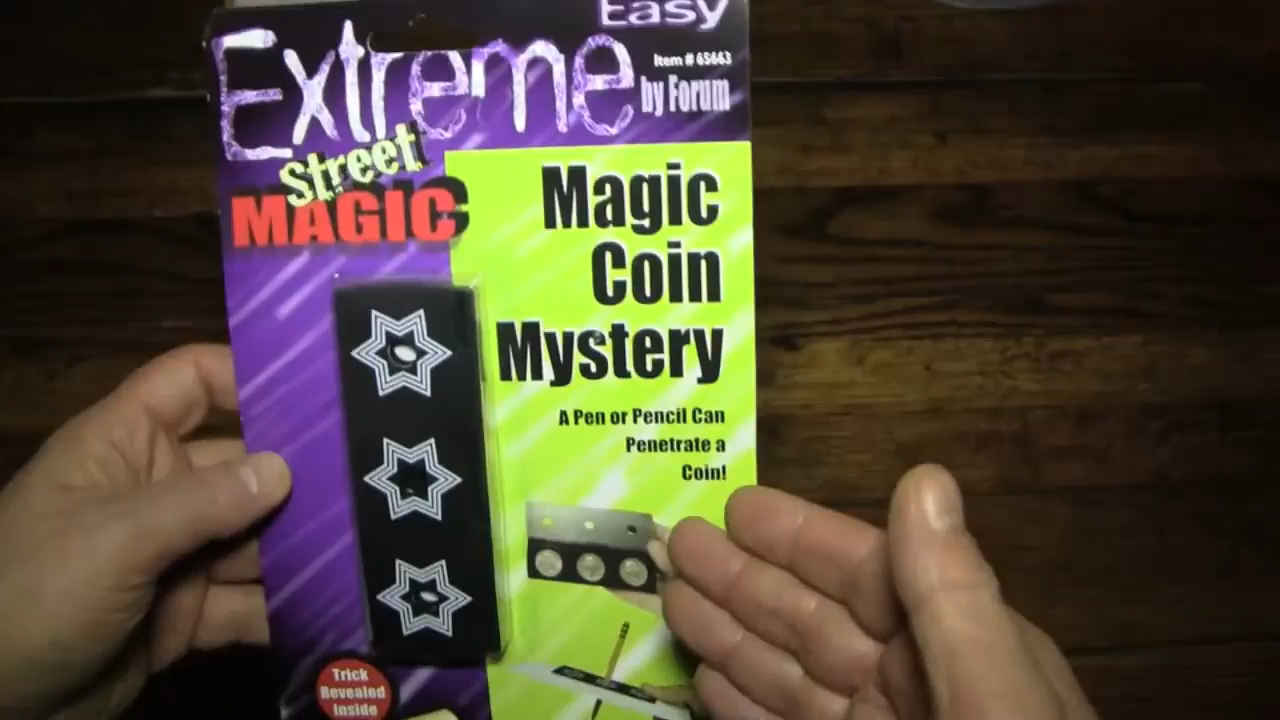 Easy
Extreme
Item # 65663
by Forum
Street
MAGIC
Magic
Coin
Mystery
A Pen or Pencil Can
Penetrate a
Coin!
Trick
Revealed
Inside